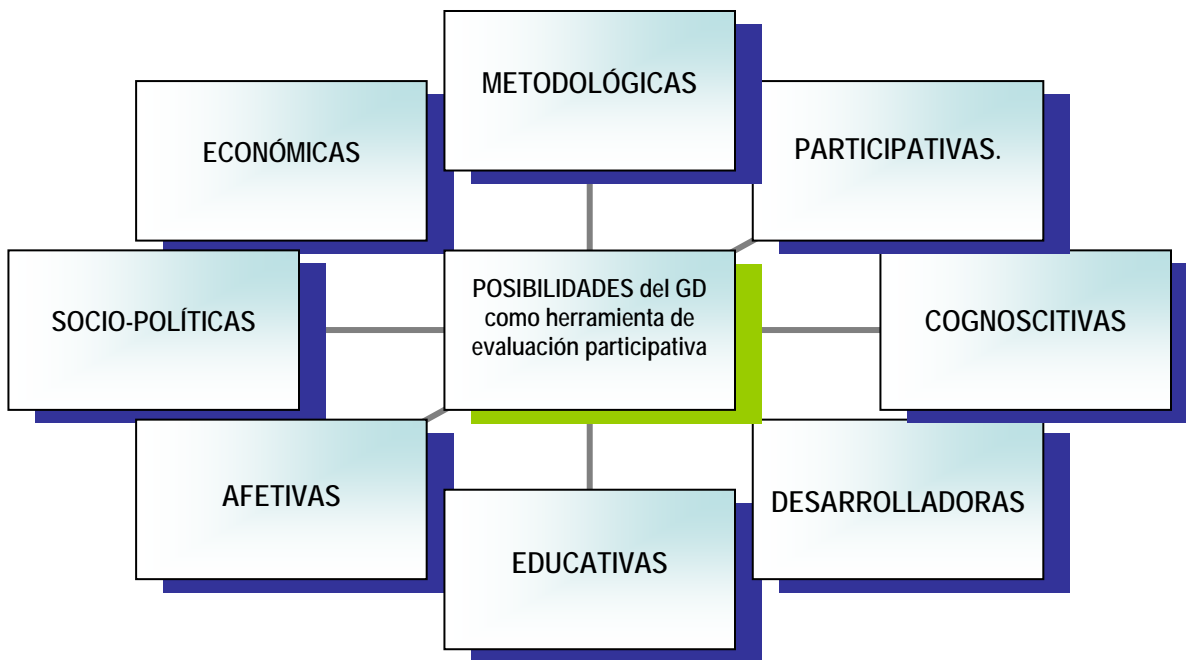 METODOLÓGICAS
ECONÓMICAS
PARTICIPATIVAS.
SOCIO-POLÍTICAS
POSIBILIDADES del GD
como herramienta de
evaluación participativa
COGNOSCITIVAS
AFETIVAS
DESARROLLADORAS
EDUCATIVAS